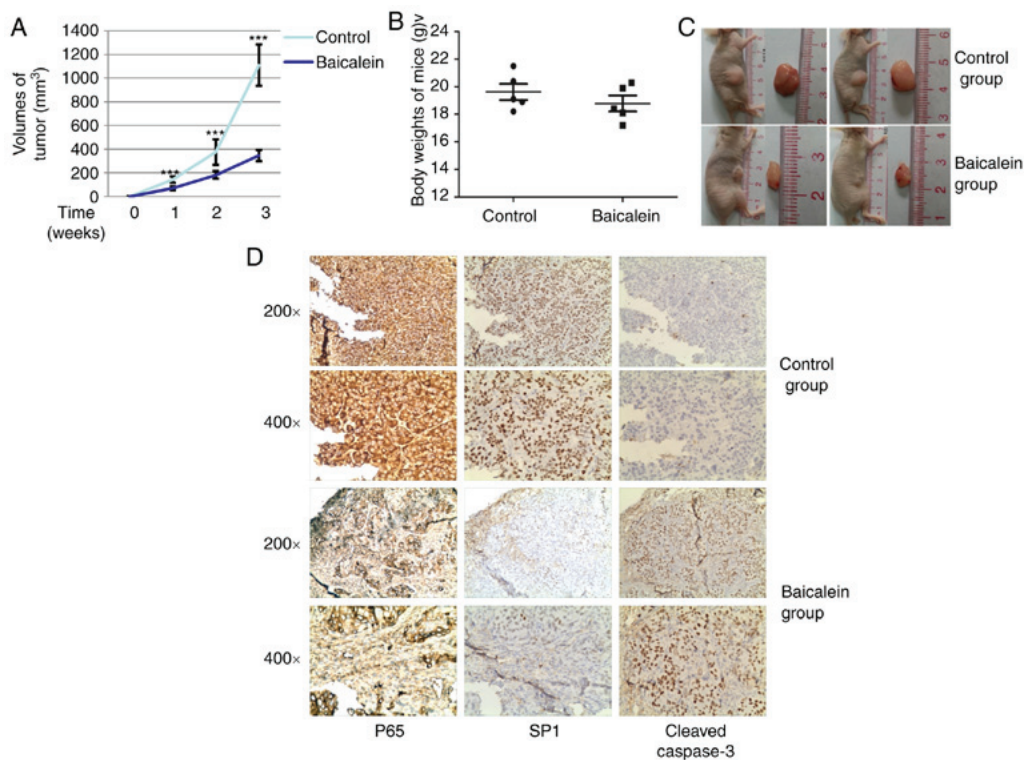 A
1400
1200
1000
800
600
400
200
0
Volumes of
tumor (mm³)
Time
(weeks)
0 1 2 3
***
***
***
Control
Baicalein
B
Body weights of mice (g)v
24
22
20
18
16
14
12
Control Baicalein
C
Control
group
Baicalein
group
D
200×
400×
Control
group
200×
400×
Baicalein
group
P65 SP1 Cleaved
caspase-3